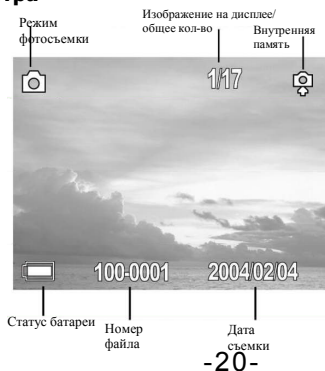 тра
Режим
фотосъемки
Изображение на дисплее/
общее кол-во
Внутренняя
память
1/17
100-0001
2004/02/04
Статус батареи
Номер
файла
Дата
съемки
-20-